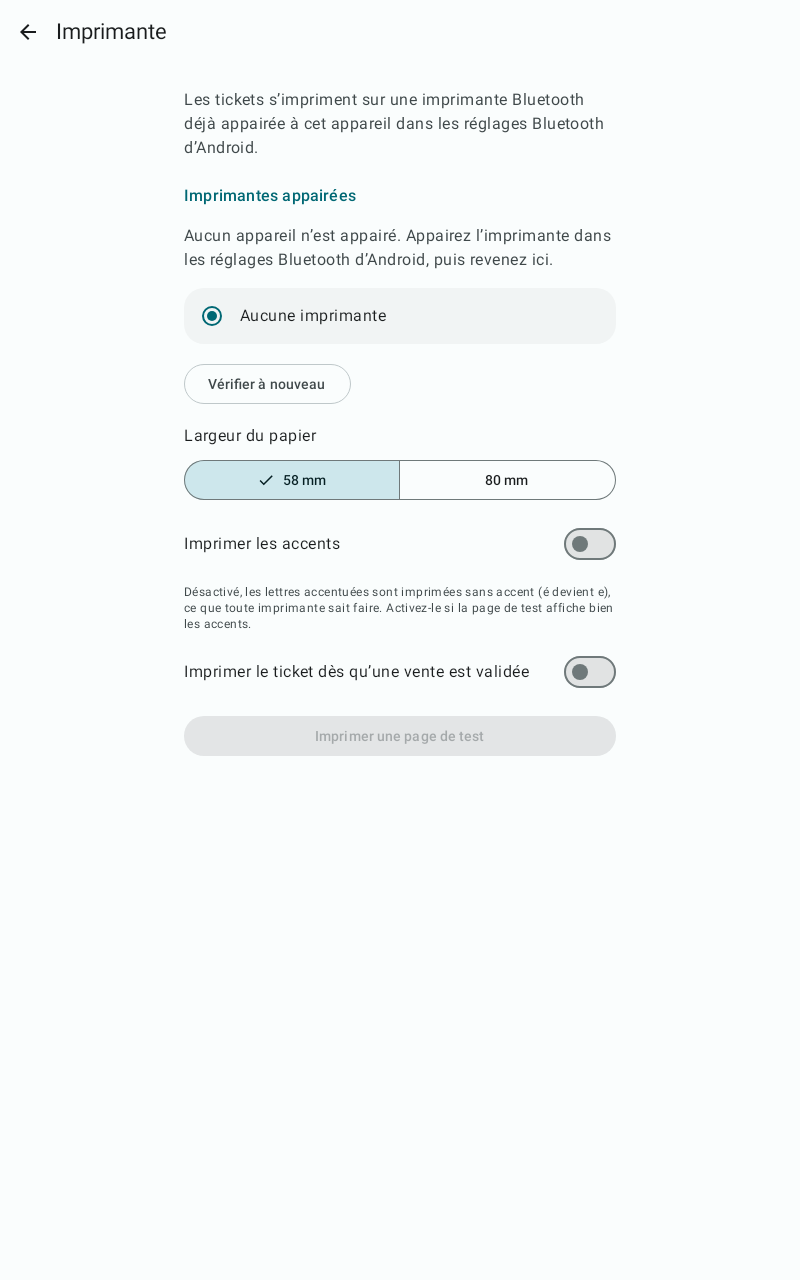 Imprimante
Les tickets s’impriment sur une imprimante Bluetooth
déjà appairée à cet appareil dans les réglages Bluetooth
d’Android.
Imprimantes appairées
Aucun appareil n’est appairé. Appairez l’imprimante dans
les réglages Bluetooth d’Android, puis revenez ici.
Aucune imprimante
Vérifier à nouveau
Largeur du papier
58 mm
80 mm
Imprimer les accents
Désactivé, les lettres accentuées sont imprimées sans accent (é devient e),
ce que toute imprimante sait faire. Activez-le si la page de test affiche bien
les accents.
Imprimer le ticket dès qu’une vente est validée
Imprimer une page de test